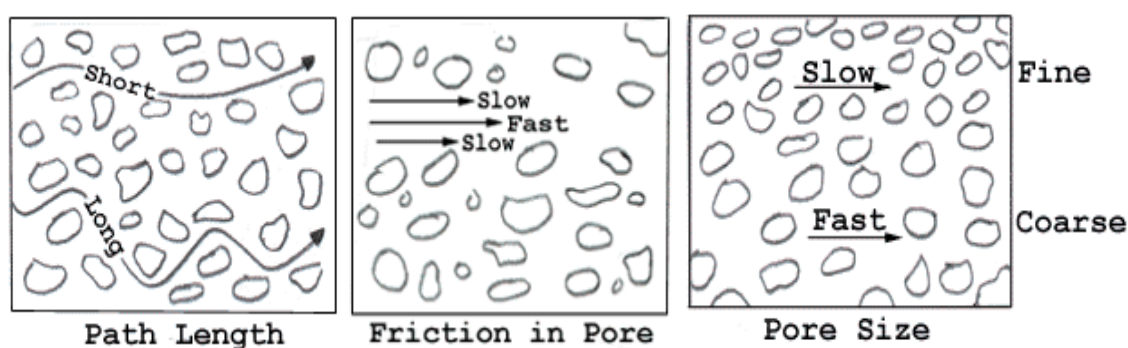 Short
Long
Path Length
Slow
Fast
Slow
Friction in Pore
Slow
Fine
Fast
Coarse
Pore Size